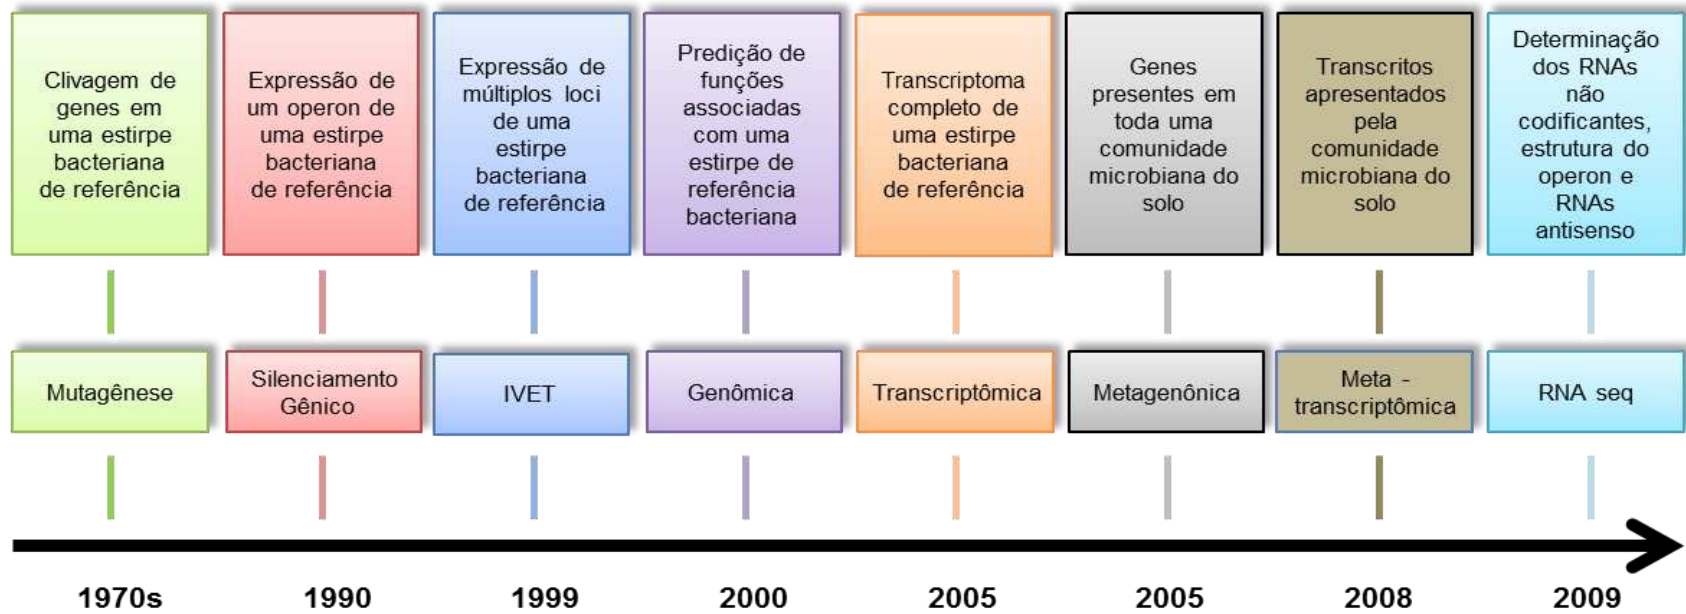 Clivagem de
genes em
uma estirpe
bacteriana
de referência
Expressão de
um operon de
uma estirpe
bacteriana
de referência
Expressão de
múltiplos loci
de uma
estirpe
bacteriana
de referência
Predição de
funções
associadas
com uma
estirpe de
referência
bacteriana
Transcriptoma
completo de
uma estirpe
bacteriana
de referência
Genes
presentes em
toda uma
comunidade
microbiana do
solo
Transcritos
apresentados
pela
comunidade
microbiana do
solo
Determinação
dos RNAs
não
codificantes,
estrutura do
operon e
RNAs
antisenso
Mutagênese
Silenciamento
Gênico
IVET
Genômica
Transcriptômica
Metagenônica
Meta -
transcriptômica
RNA seq
1970s
1990
1999
2000
2005
2005
2008
2009